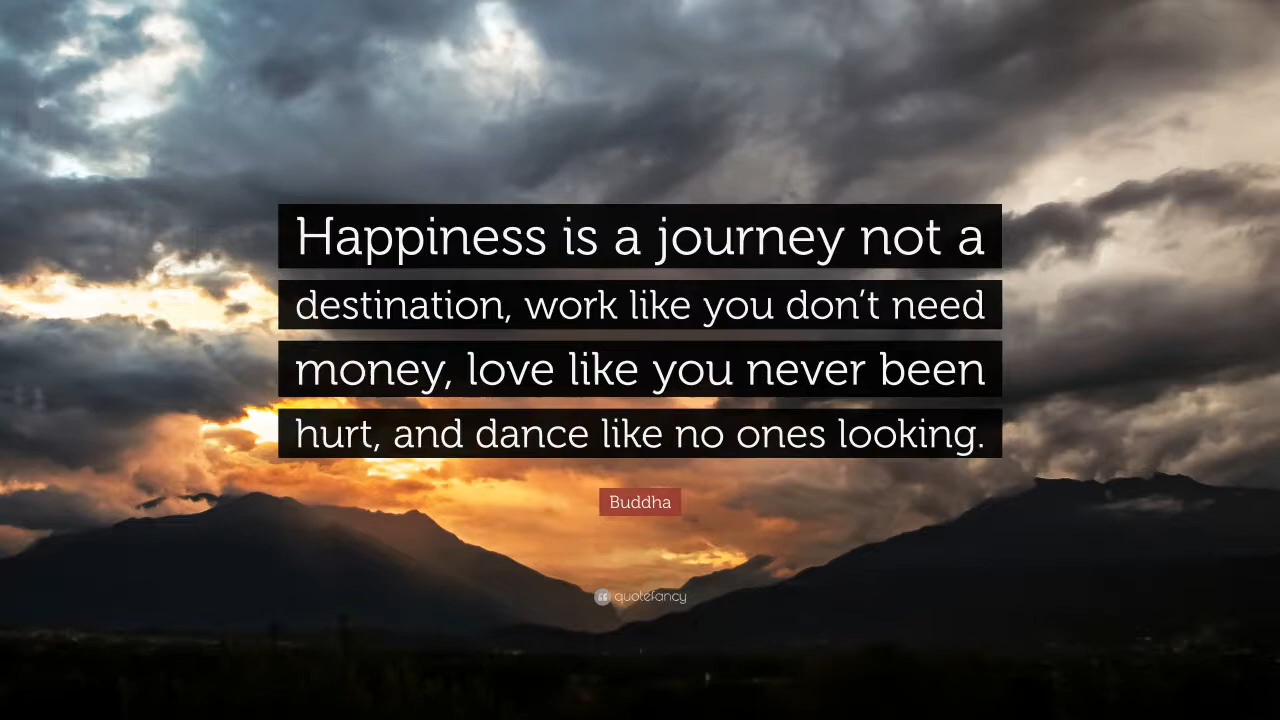 Happiness is a journey not a
destination, work like you don’t need
money, love like you never been
hurt, and dance like no ones looking.
Buddha
quotefancy